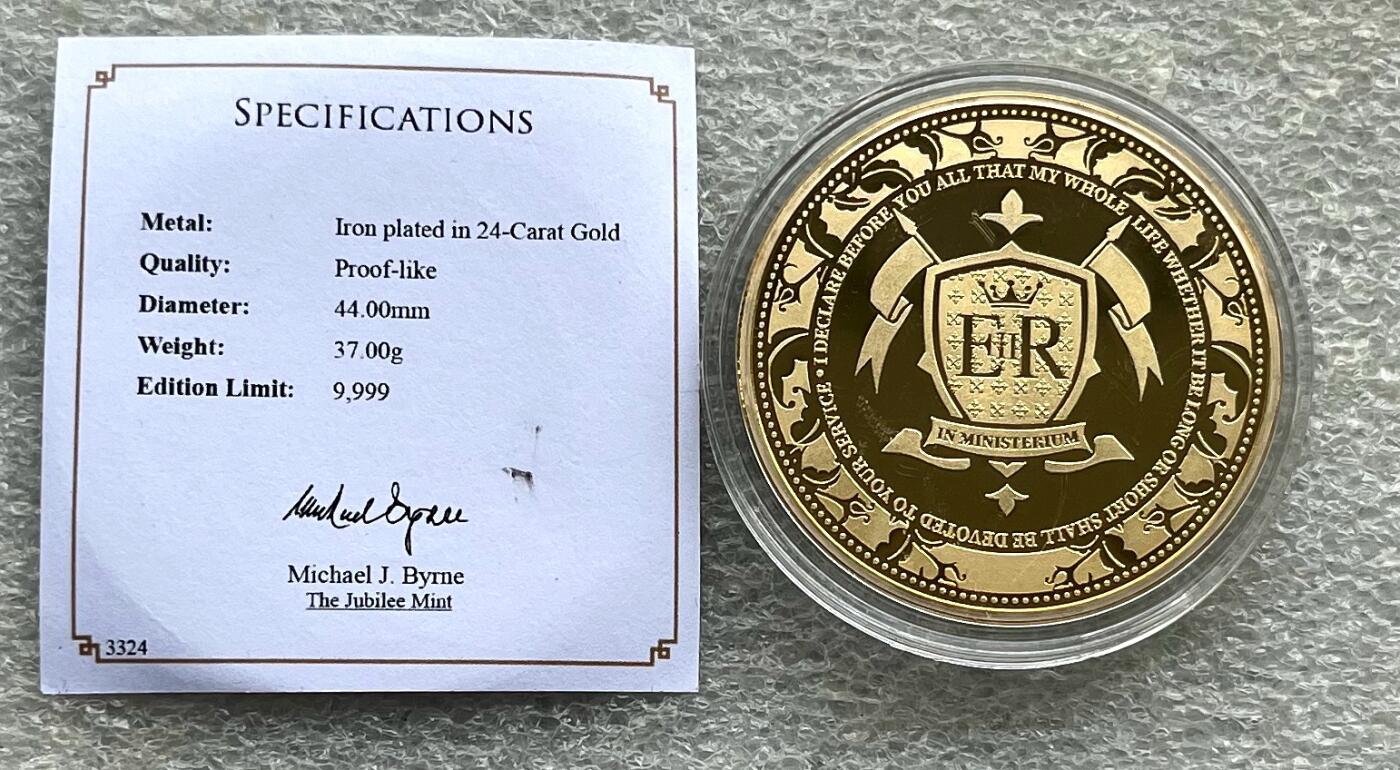 SPECIFICATIONS
Metal: Iron plated in 24-Carat Gold
Quality: Proof-like
Diameter: 44.00mm
Weight: 37.00g
Edition Limit: 9,999
Michael J. Byrne
Michael J. Byrne
The Jubilee Mint
3324
• I DECLARE BEFORE YOU ALL THAT MY WHOLE LIFE WHETHER IT BE LONG OR SHORT SHALL BE DEVOTED TO YOUR SERVICE
EIIR
IN MINISTERIUM